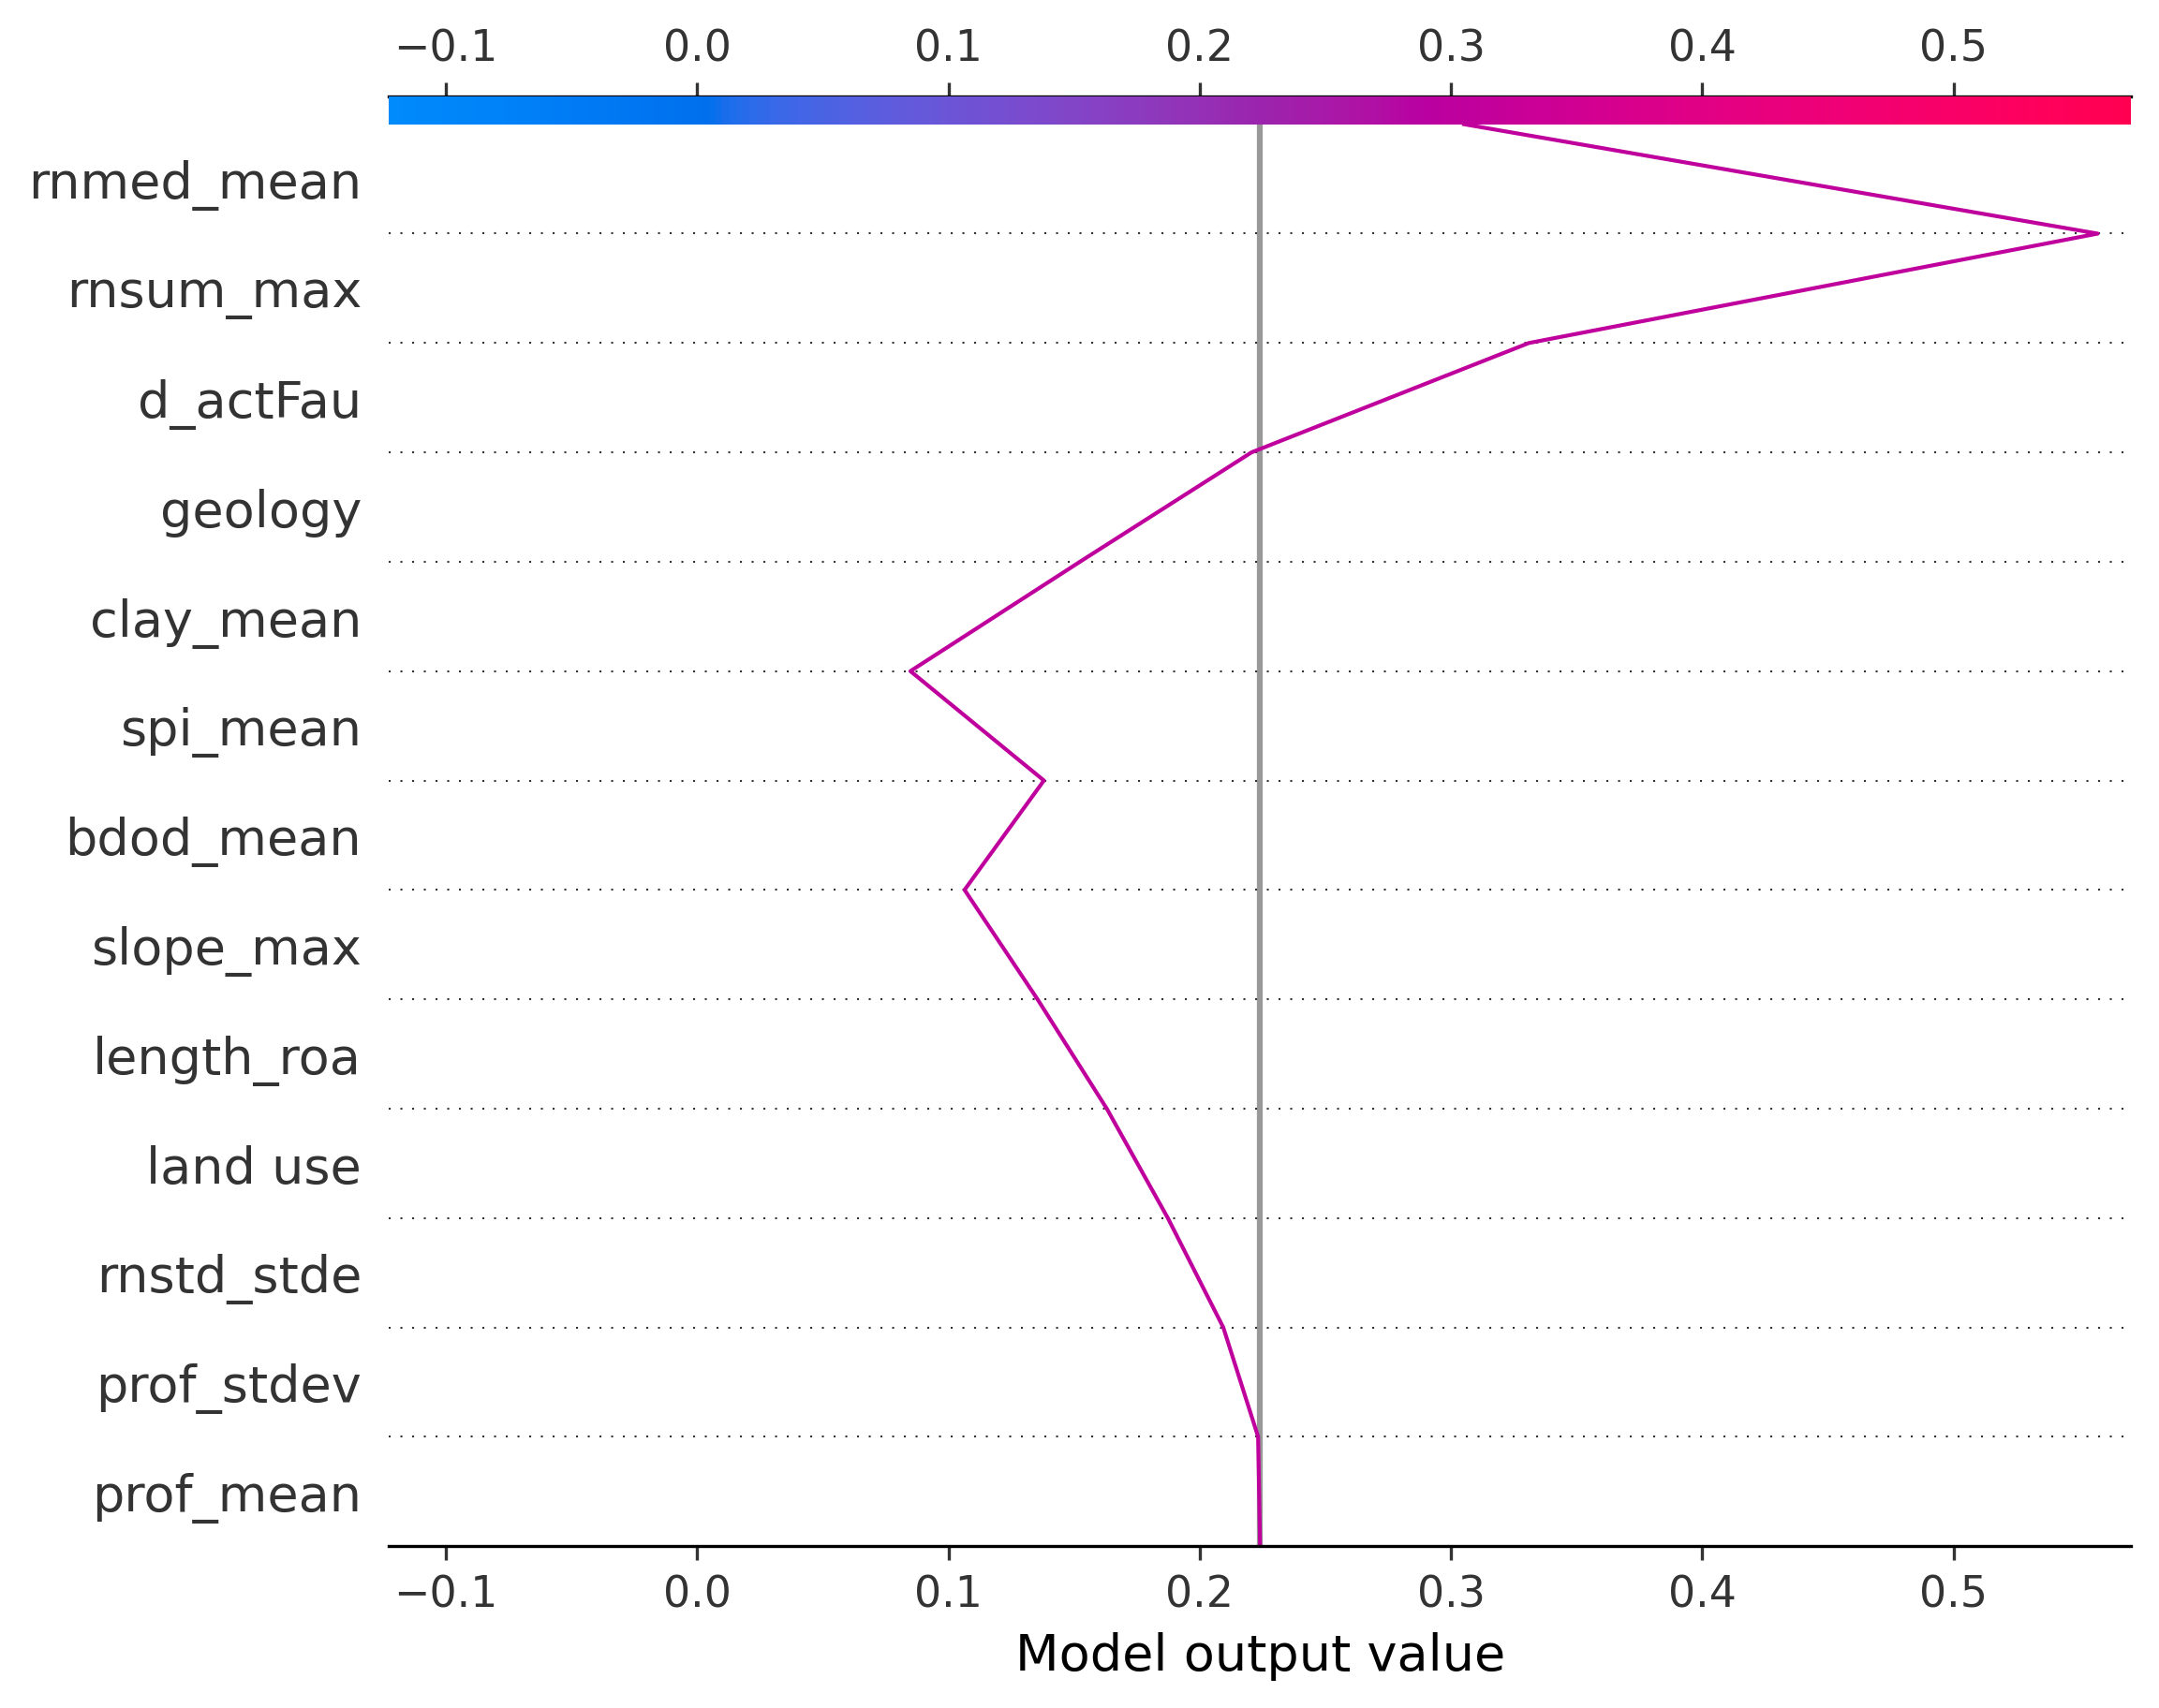 −0.1 0.0 0.1 0.2 0.3 0.4 0.5
rnmed_mean
rnsum_max
d_actFau
geology
clay_mean
spi_mean
bdod_mean
slope_max
length_roa
land use
rnstd_stde
prof_stdev
prof_mean
−0.1 0.0 0.1 0.2 0.3 0.4 0.5
Model output value